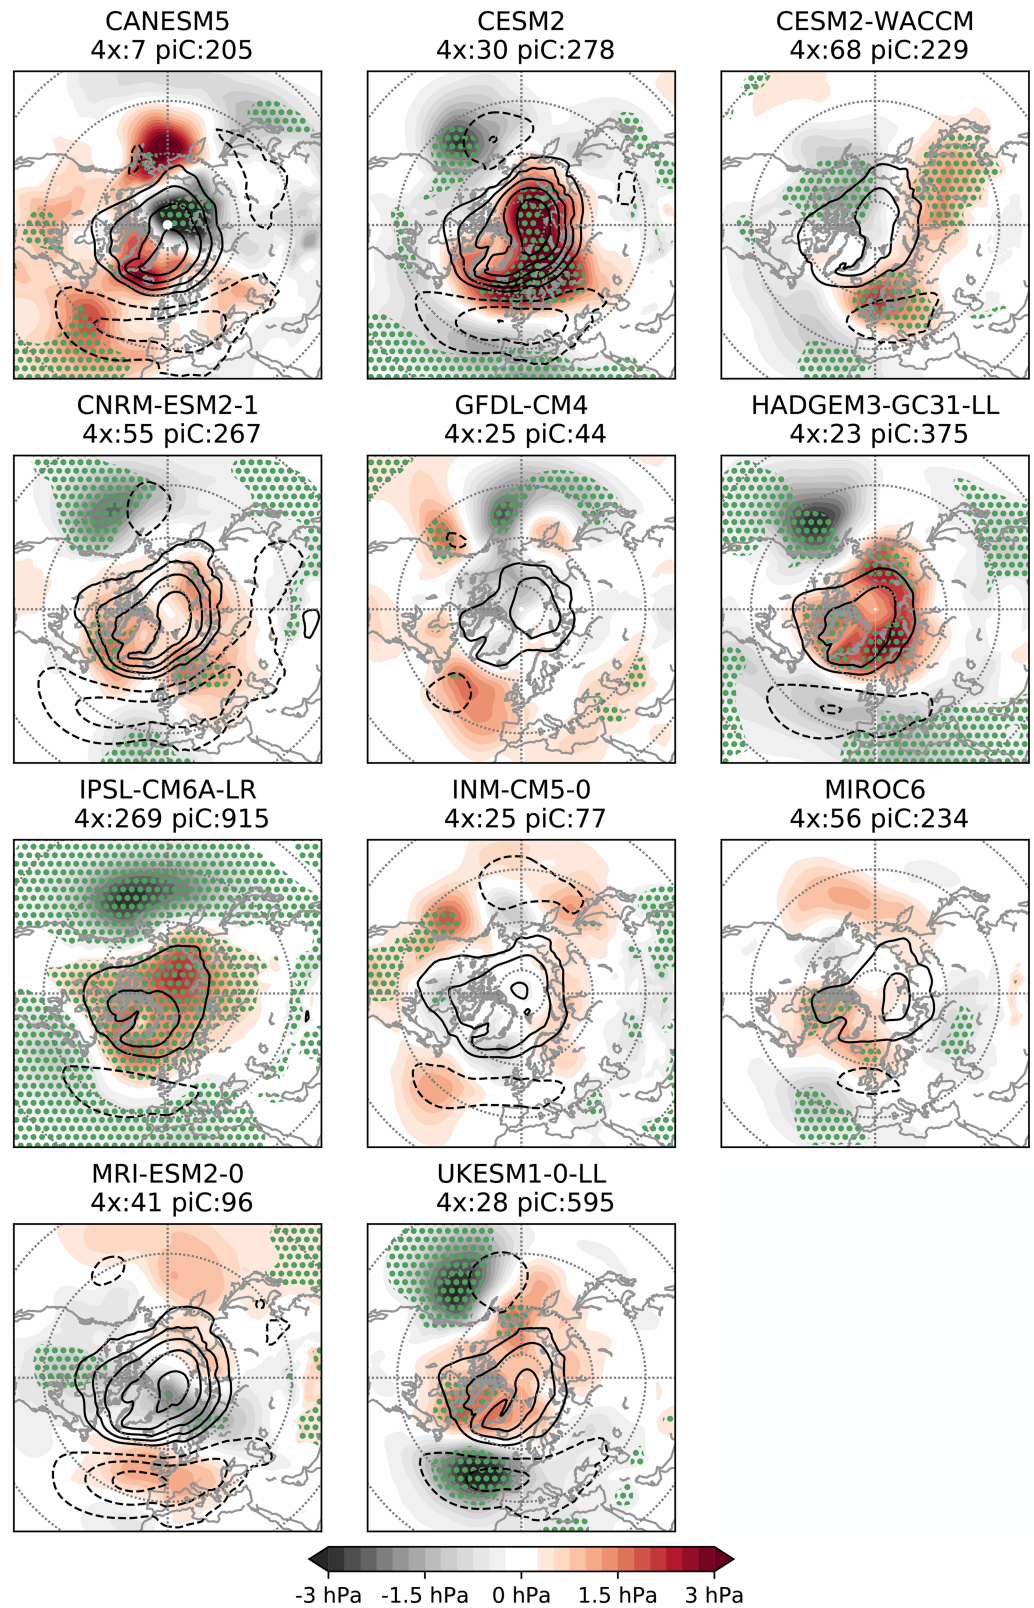 CANESM5
4x:7 piC:205
CESM2
4x:30 piC:278
CESM2-WACCM
4x:68 piC:229
CNRM-ESM2-1
4x:55 piC:267
GFDL-CM4
4x:25 piC:44
HADGEM3-GC31-LL
4x:23 piC:375
IPSL-CM6A-LR
4x:269 piC:915
INM-CM5-0
4x:25 piC:77
MIROC6
4x:56 piC:234
MRI-ESM2-0
4x:41 piC:96
UKESM1-0-LL
4x:28 piC:595
-3 hPa -1.5 hPa 0 hPa 1.5 hPa 3 hPa